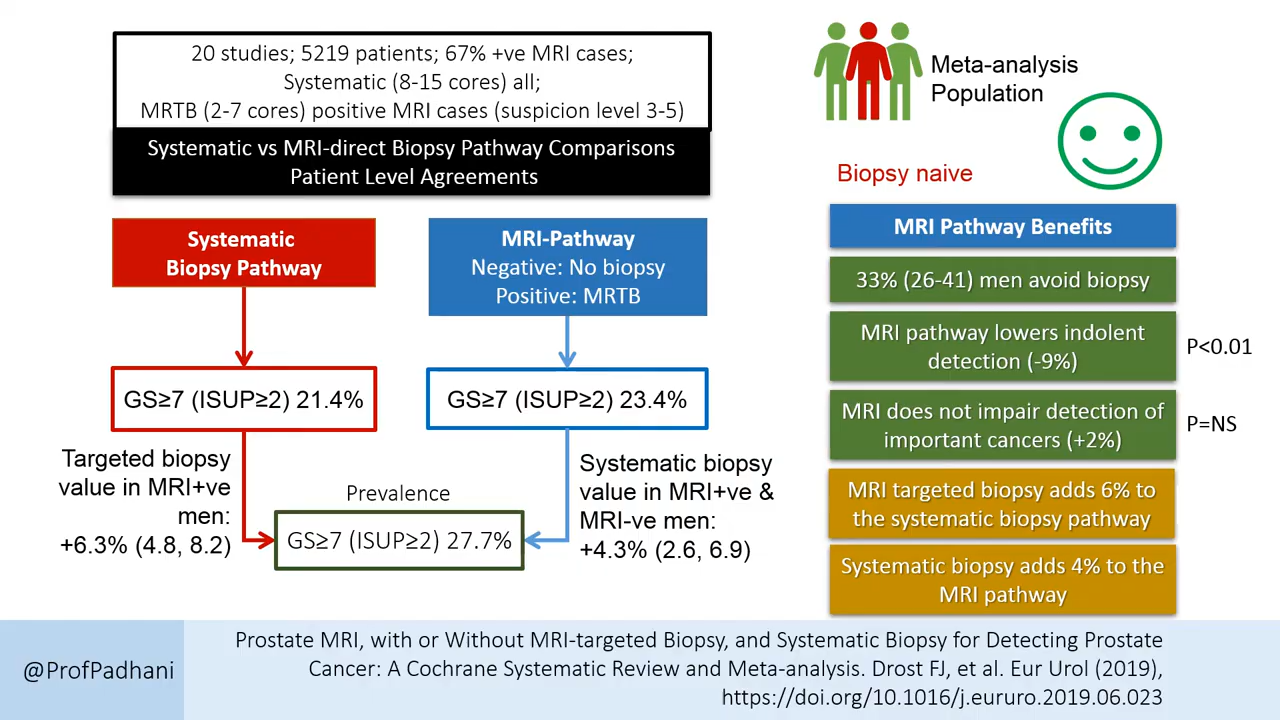 20 studies; 5219 patients; 67% +ve MRI cases;
Systematic (8-15 cores) all;
MRTB (2-7 cores) positive MRI cases (suspicion level 3-5)
Systematic vs MRI-direct Biopsy Pathway Comparisons
Patient Level Agreements
Systematic
Biopsy Pathway
MRI-Pathway
Negative: No biopsy
Positive: MRTB
GS≥7 (ISUP≥2) 21.4%
GS≥7 (ISUP≥2) 23.4%
Targeted biopsy
value in MRI+ve
men:
+6.3% (4.8, 8.2)
Prevalence
GS≥7 (ISUP≥2) 27.7%
Systematic biopsy
value in MRI+ve &
MRI-ve men:
+4.3% (2.6, 6.9)
Meta-analysis
Population
Biopsy naive
MRI Pathway Benefits
33% (26-41) men avoid biopsy
MRI pathway lowers indolent
detection (-9%)
P<0.01
MRI does not impair detection of
important cancers (+2%)
P=NS
MRI targeted biopsy adds 6% to
the systematic biopsy pathway
Systematic biopsy adds 4% to the
MRI pathway
@ProfPadhani
Prostate MRI, with or Without MRI-targeted Biopsy, and Systematic Biopsy for Detecting Prostate
Cancer: A Cochrane Systematic Review and Meta-analysis. Drost FJ, et al. Eur Urol (2019),
https://doi.org/10.1016/j.eururo.2019.06.023